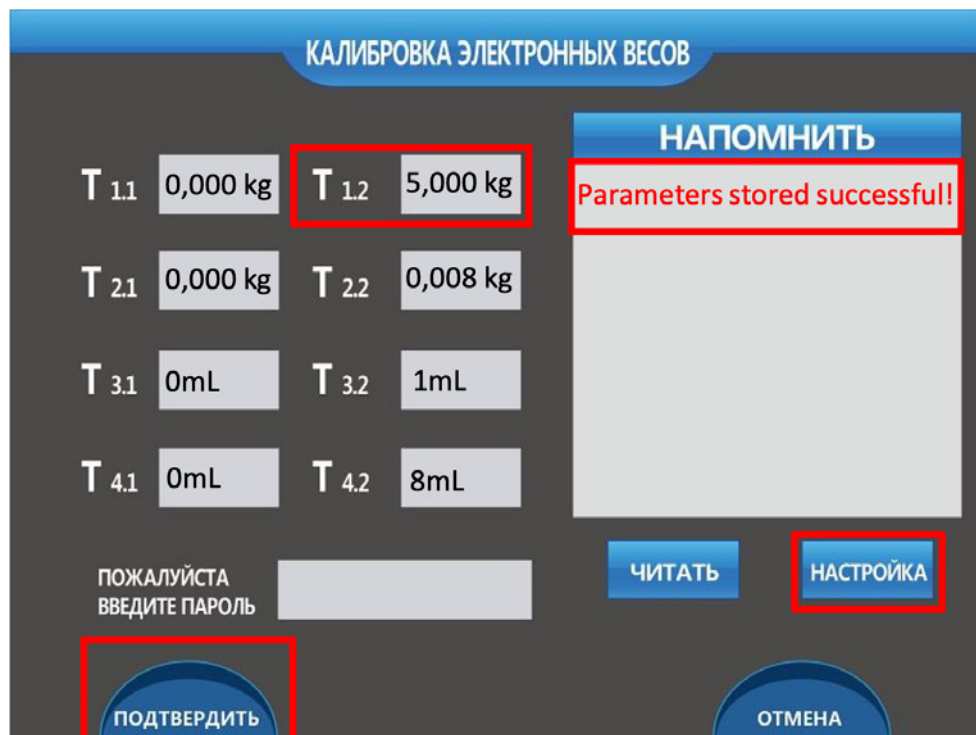 КАЛИБРОВКА ЭЛЕКТРОННЫХ ВЕСОВ
НАПОМНИТЬ
T 1.1 0,000 kg T 1.2 5,000 kg
Parameters stored successful!
T 2.1 0,000 kg T 2.2 0,008 kg
T 3.1 0mL T 3.2 1mL
T 4.1 0mL T 4.2 8mL
ЧИТАТЬ НАСТРОЙКА
ПОЖАЛУЙСТА
ВВЕДИТЕ ПАРОЛЬ
ПОДТВЕРДИТЬ ОТМЕНА